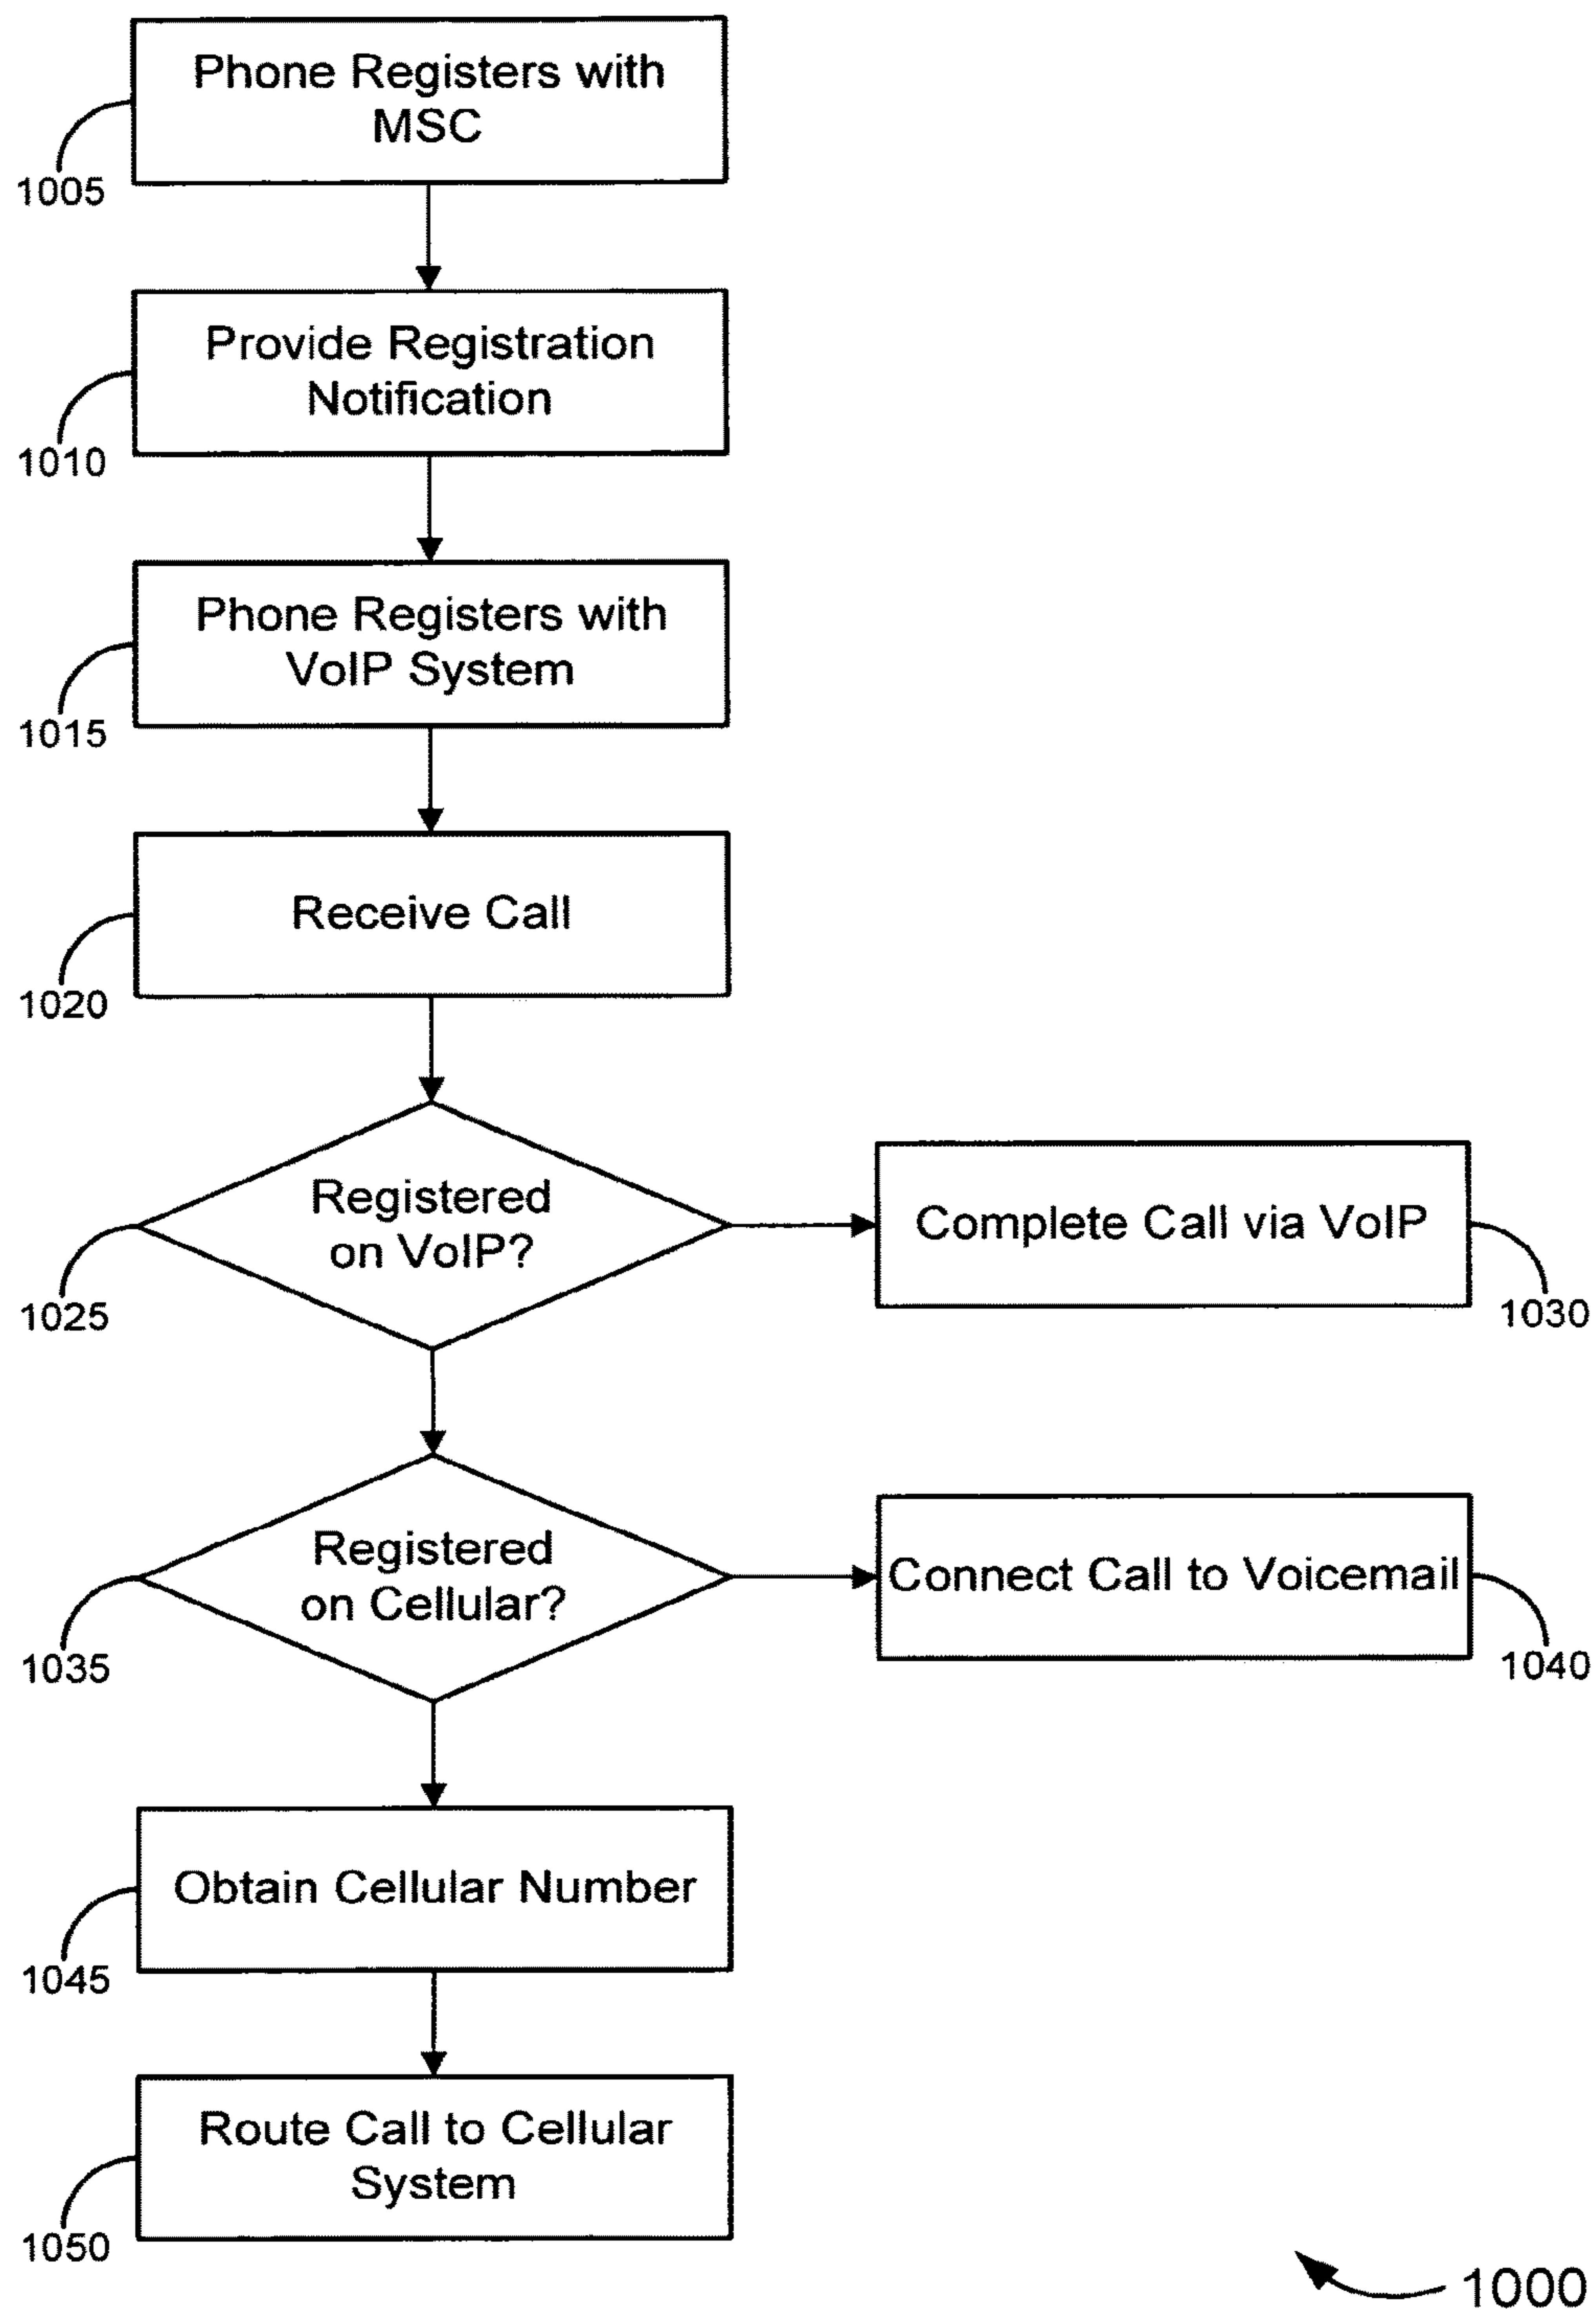 Phone Registers with
MSC
1005
Provide Registration
Notification
1010
Phone Registers with
VoIP System
1015
Receive Call
1020
Registered
on VoIP?
1025
Complete Call via VoIP
1030
Registered
on Cellular?
1035
Connect Call to Voicemail
1040
Obtain Cellular Number
1045
Route Call to Cellular
System
1050
1000